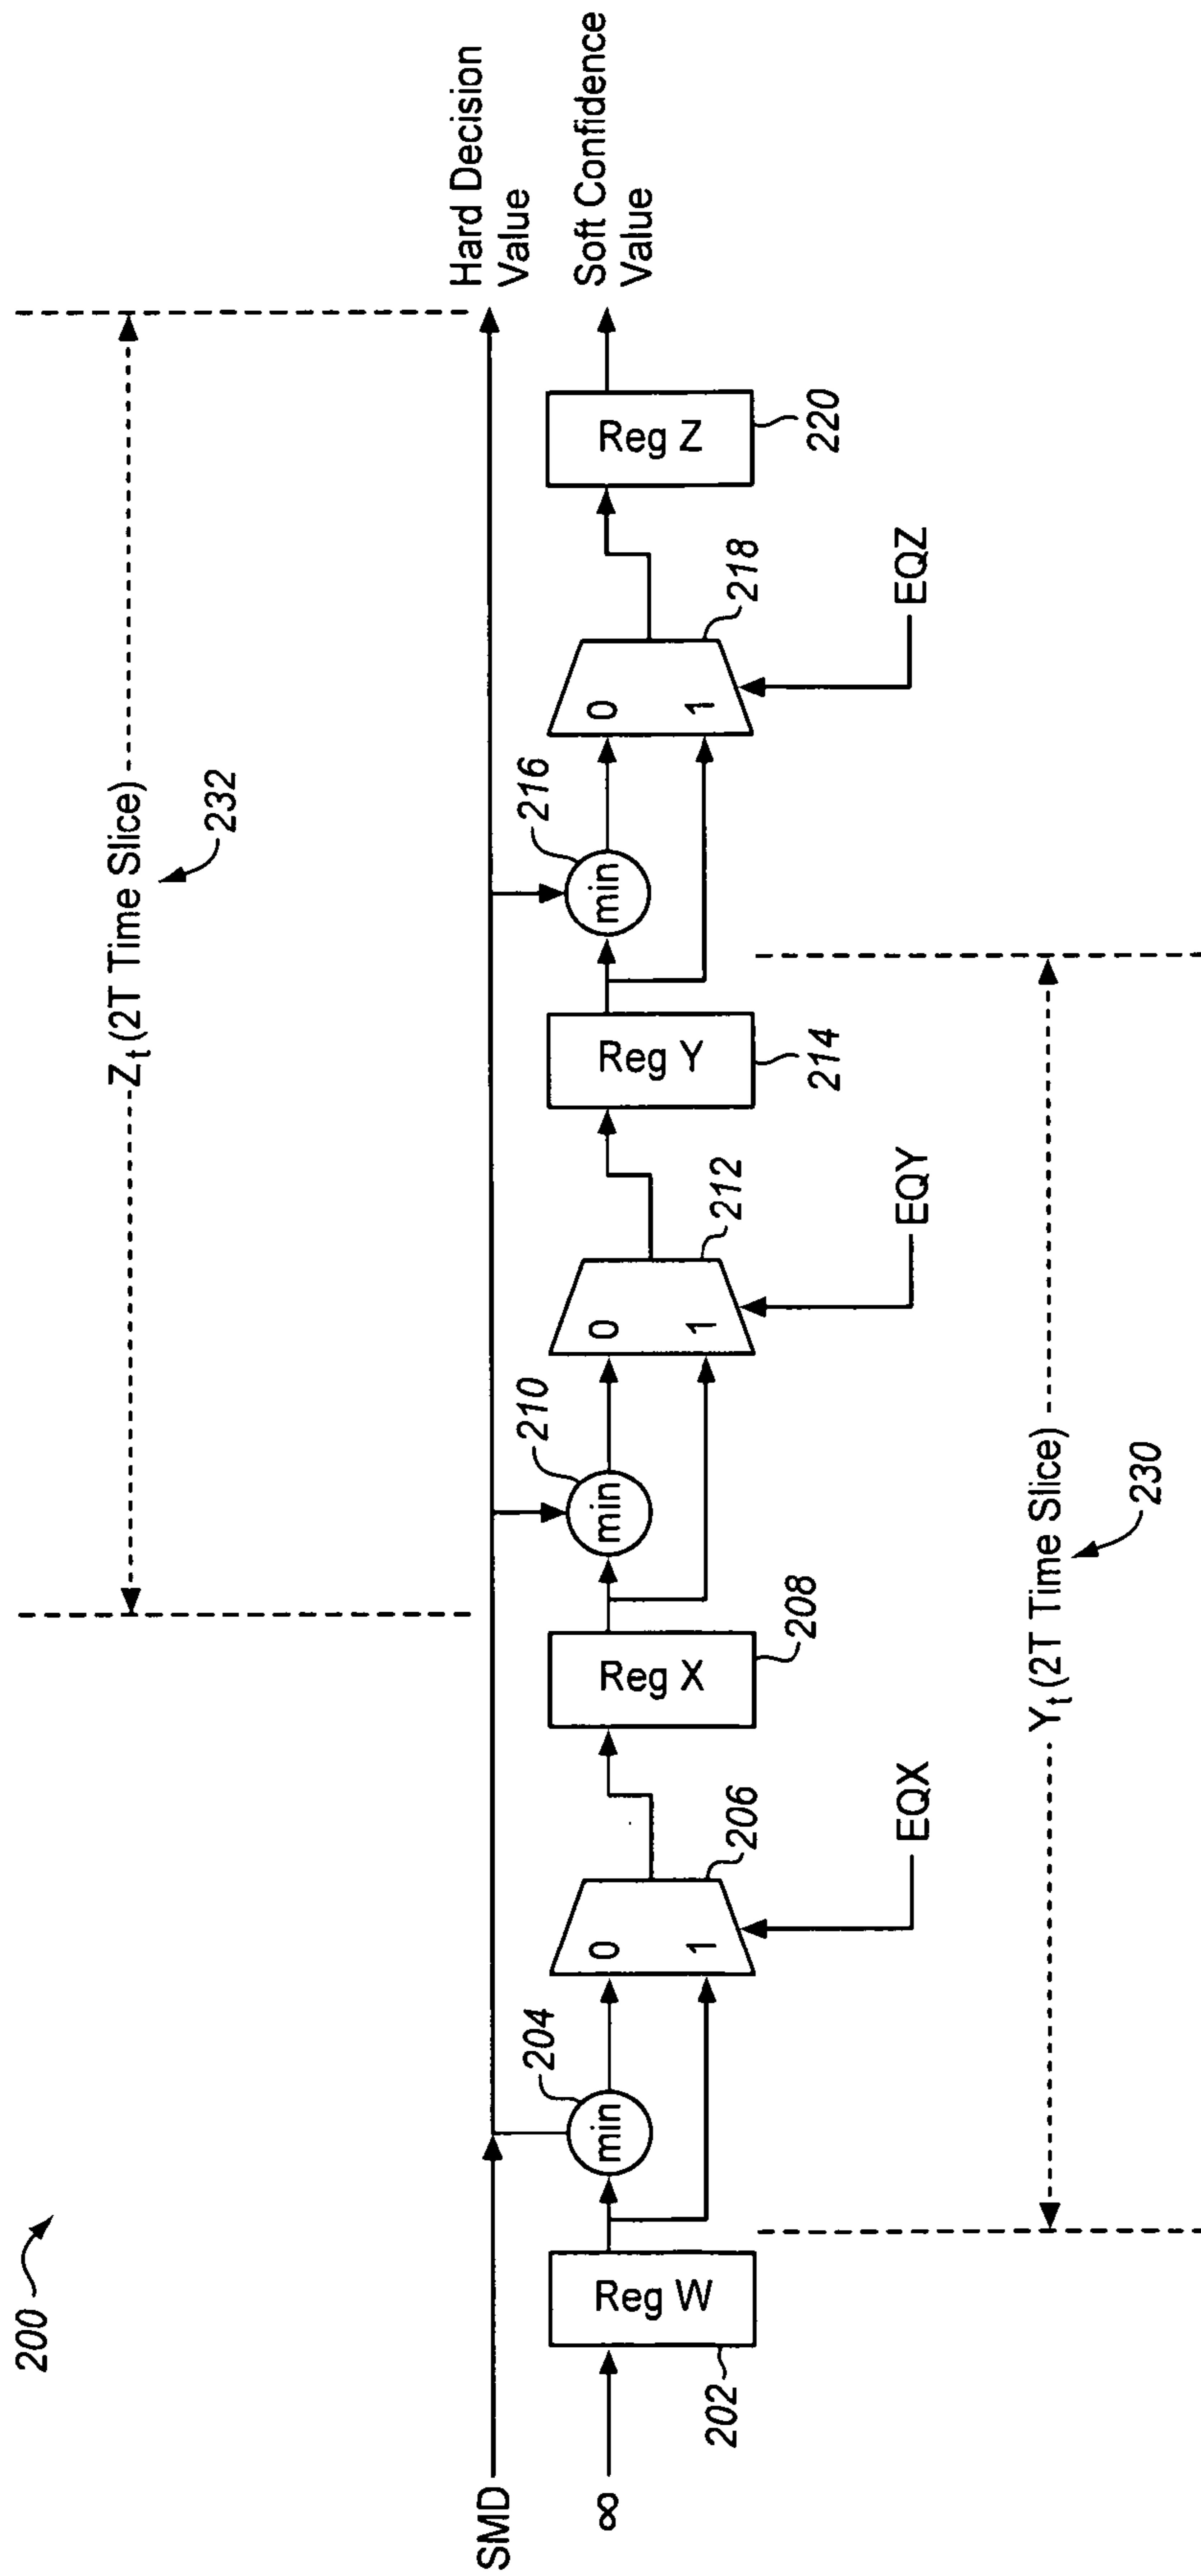 200
Zt (2T Time Slice)
232
SMD
∞
Hard Decision
Value
Soft Confidence
Value
Reg W
202
min
204
0
1
206
EQX
Reg X
208
min
210
0
1
212
EQY
Reg Y
214
min
216
0
1
218
EQZ
Reg Z
220
Yt (2T Time Slice)
230